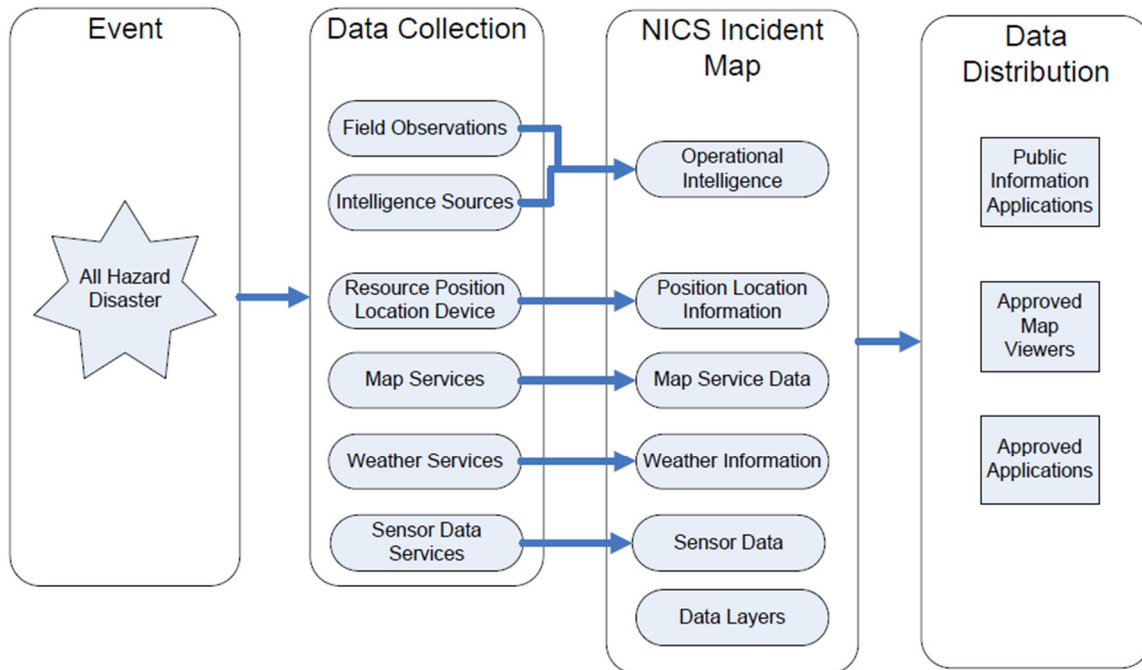 Event
All Hazard
Disaster
Data Collection
Field Observations
Intelligence Sources
Resource Position
Location Device
Map Services
Weather Services
Sensor Data
Services
NICS Incident
Map
Operational
Intelligence
Position Location
Information
Map Service Data
Weather Information
Sensor Data
Data Layers
Data
Distribution
Public
Information
Applications
Approved
Map
Viewers
Approved
Applications